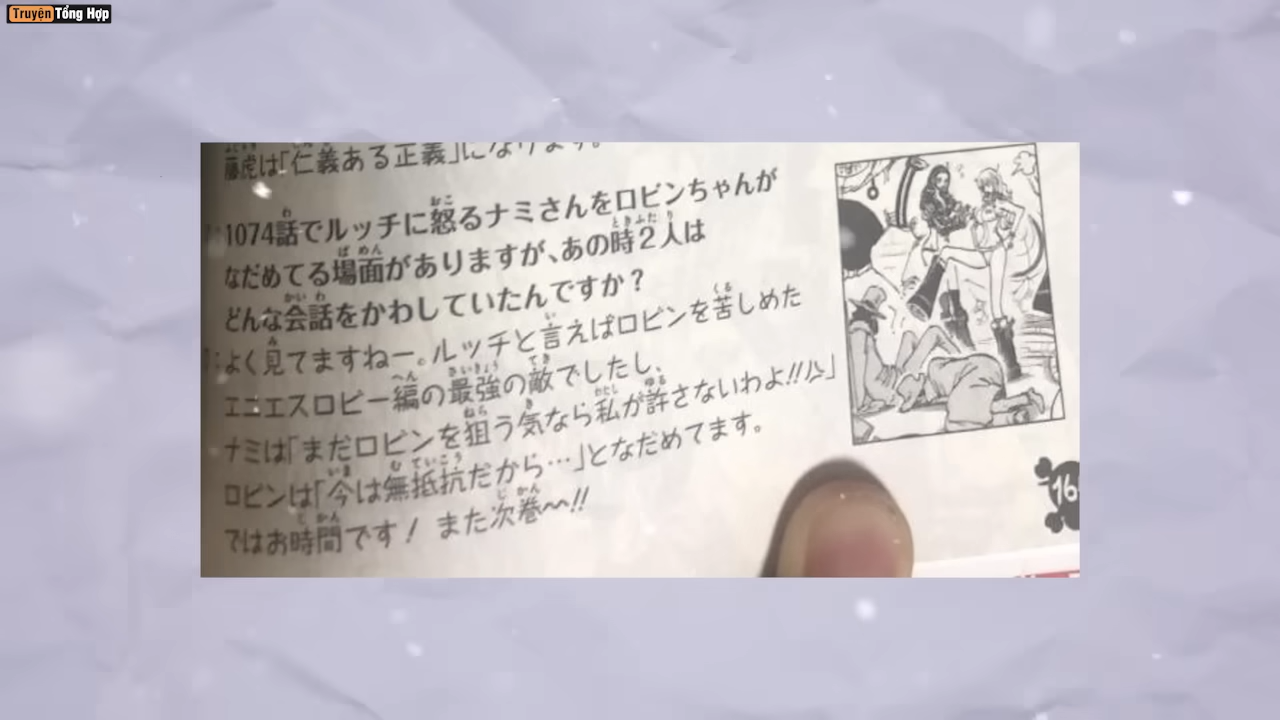 Truyện Tổng Hợp
藤虎は「仁義ある正義」になります。
1074話でルッチに怒るナミさんをロビンちゃんが
なだめてる場面がありますが、あの時2人は
どんな会話をかわしていたんですか？
よく見てますねー。ルッチと言えばロビンを苦しめた
エニエスロビー編の最強の敵でしたし、
ナミは「まだロビンを狙う気なら私が許さないわよ!!」
ロビンは「今は無抵抗だから…」となだめてます。
ではお時間です！ また次巻〜〜!!
16